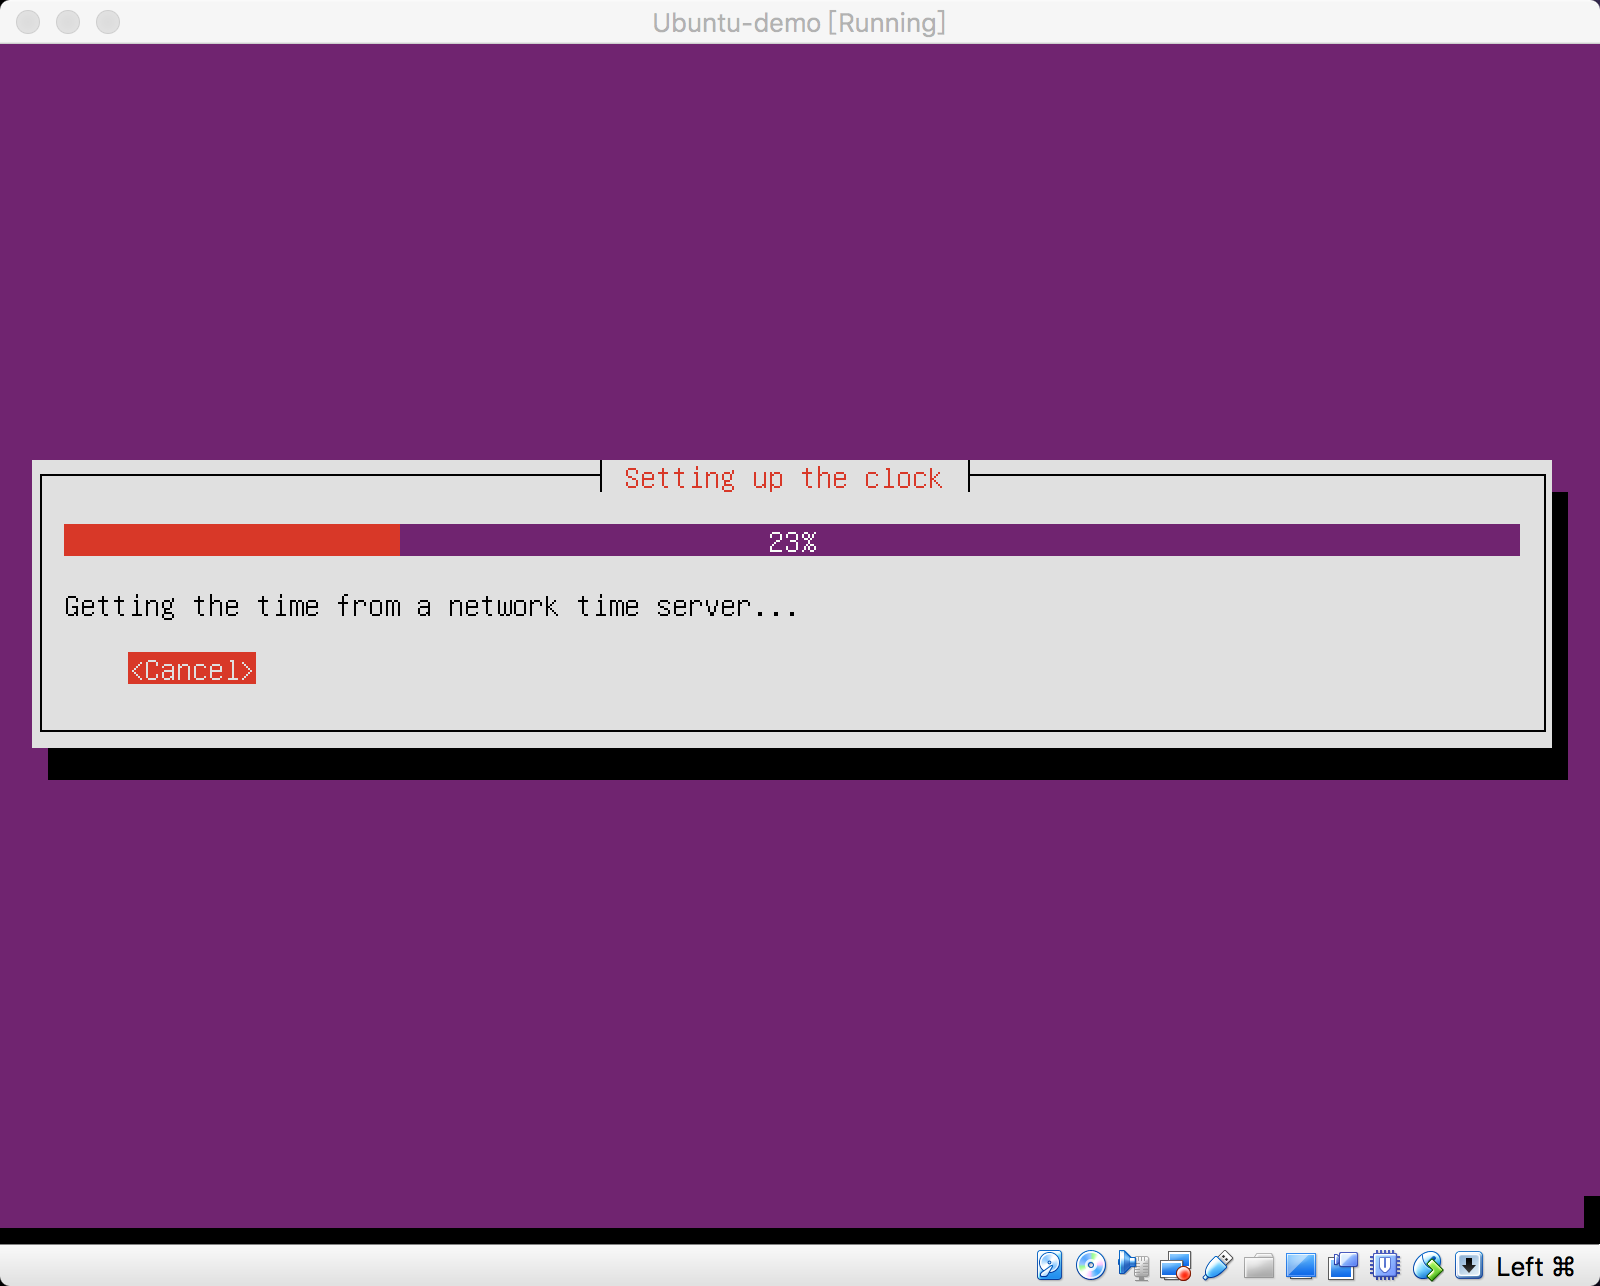 Ubuntu-demo [Running]
Setting up the clock
23%
Getting the time from a network time server...
<Cancel>
Left ⌘